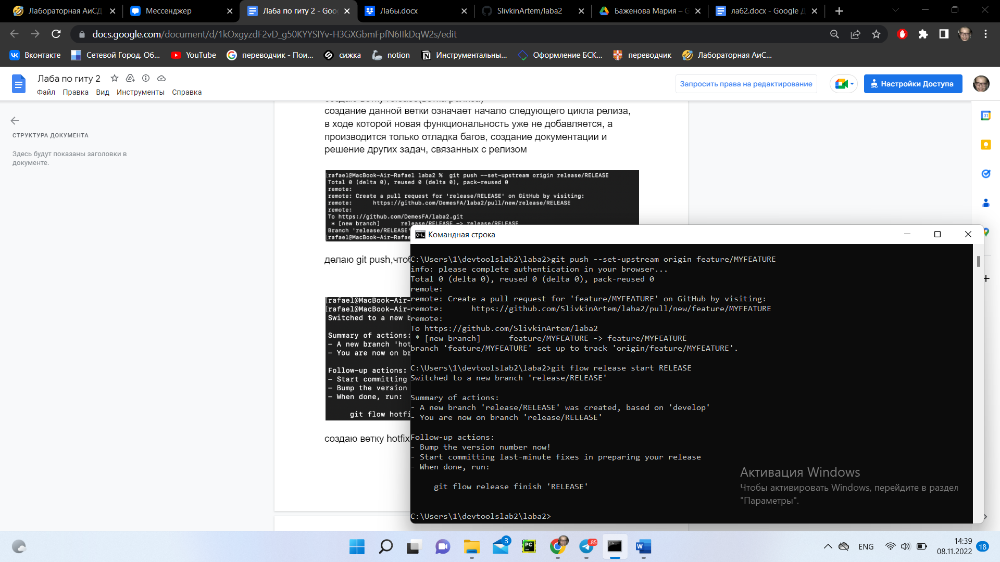 Лабораторная АиСД
Мессенджер
Лаба по гиту 2 - Goo
Лабы.docx
SlivkinArtem/laba2
Баженова Мария – G
лаб2.docx - Google Д
docs.google.com/document/d/1kOxgyzdF2vD_g50KYYSIYv-H3GXGbmFpfN6IIkDqW2s/edit
Вконтакте
Сетевой Город. Об...
YouTube
переводчик - Пои...
сижка
notion
Инструментальны...
Оформление БСК...
переводчик
Лабораторная АиС...
Лаба по гиту 2
Файл Правка Вид Инструменты Справка
Запросить права на редактирование
Настройки Доступа
СТРУКТУРА ДОКУМЕНТА
Здесь будут показаны заголовки в
документе.
создание данной ветки означает начало следующего цикла релиза,
в ходе которой новая функциональность уже не добавляется, а
производится только отладка багов, создание документации и
решение других задач, связанных с релизом
[rafael@MacBook-Air-Rafael laba2 % git push --set-upstream origin release/RELEASE
Total 0 (delta 0), reused 0 (delta 0), pack-reused 0
remote:
remote: Create a pull request for 'release/RELEASE' on GitHub by visiting:
remote:      https://github.com/DemesFA/laba2/pull/new/release/RELEASE
remote:
To https://github.com/DemesFA/laba2.git
* [new branch]      release/RELEASE -> release/RELEASE
Branch 'release/RELEASE'
[rafael@MacBook-Air-Rafae
делаю git push,чтоб
[rafael@MacBook-Air-
[rafael@MacBook-Air-
Switched to a new b
Summary of actions:
- A new branch 'hot
- You are now on br
Follow-up actions:
- Start committing
- Bump the version
- When done, run:
git flow hotfi
создаю ветку hotfix
Командная строка
C:\Users\1\devtoolslab2\laba2>git push --set-upstream origin feature/MYFEATURE
info: please complete authentication in your browser...
Total 0 (delta 0), reused 0 (delta 0), pack-reused 0
remote:
remote: Create a pull request for 'feature/MYFEATURE' on GitHub by visiting:
remote:      https://github.com/SlivkinArtem/laba2/pull/new/feature/MYFEATURE
remote:
To https://github.com/SlivkinArtem/laba2
* [new branch]      feature/MYFEATURE -> feature/MYFEATURE
branch 'feature/MYFEATURE' set up to track 'origin/feature/MYFEATURE'.
C:\Users\1\devtoolslab2\laba2>git flow release start RELEASE
Switched to a new branch 'release/RELEASE'
Summary of actions:
- A new branch 'release/RELEASE' was created, based on 'develop'
- You are now on branch 'release/RELEASE'
Follow-up actions:
- Bump the version number now!
- Start committing last-minute fixes in preparing your release
- When done, run:
git flow release finish 'RELEASE'
C:\Users\1\devtoolslab2\laba2>
Активация Windows
Чтобы активировать Windows, перейдите в раздел
"Параметры".
3
..85
ENG
14:39
08.11.2022
18